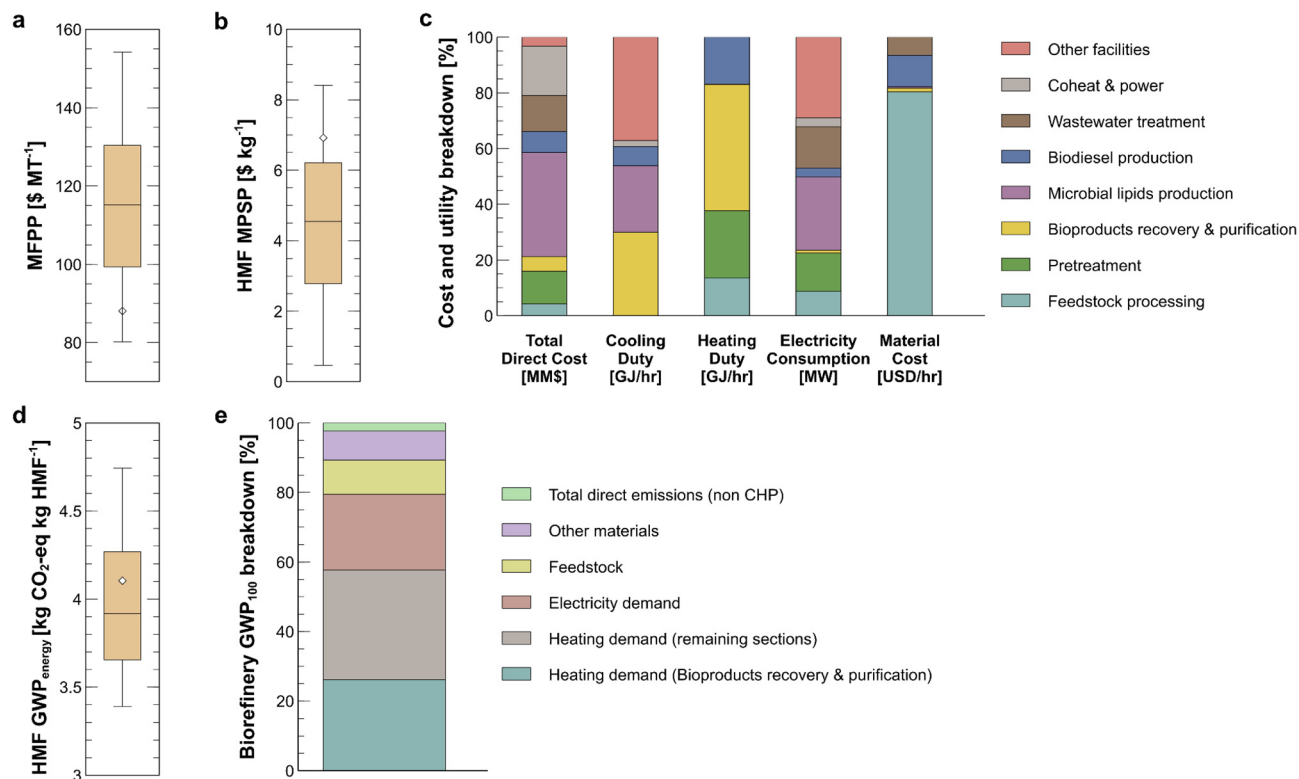 a
MFPP [$ MT⁻¹]
160
140
120
100
80
b
HMF MPSP [$ kg⁻¹]
10
8
6
4
2
0
c
Cost and utility breakdown [%]
100
80
60
40
20
0
Total
Direct Cost
[MM$]
Cooling
Duty
[GJ/hr]
Heating
Duty
[GJ/hr]
Electricity
Consumption
[MW]
Material
Cost
[USD/hr]
Other facilities
Coheat & power
Wastewater treatment
Biodiesel production
Microbial lipids production
Bioproducts recovery & purification
Pretreatment
Feedstock processing
d
HMF GWPenergy [kg CO₂-eq kg HMF⁻¹]
5
4.5
4
3.5
3
e
Biorefinery GWP₁₀₀ breakdown [%]
100
80
60
40
20
0
Total direct emissions (non CHP)
Other materials
Feedstock
Electricity demand
Heating demand (remaining sections)
Heating demand (Bioproducts recovery & purification)